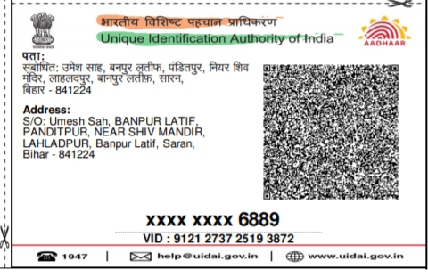 भारतीय विशिष्ट पहचान प्राधिकरण
Unique Identification Authority of India
AADHAAR
पता:
संबोधित: उमेश साह, बनपुर लतीफ, पंडितपुर, नियर शिव
मंदिर, लाहलदपुर, बानपुर लतीफ़, सारन,
बिहार - 841224
Address:
S/O: Umesh Sah, BANPUR LATIF,
PANDITPUR, NEAR SHIV MANDIR,
LAHLADPUR, Banpur Latif, Saran,
Bihar - 841224
xxxx xxxx 6889
VID : 9121 2737 2519 3872
1947 | help@uidai.gov.in | www.uidai.gov.in